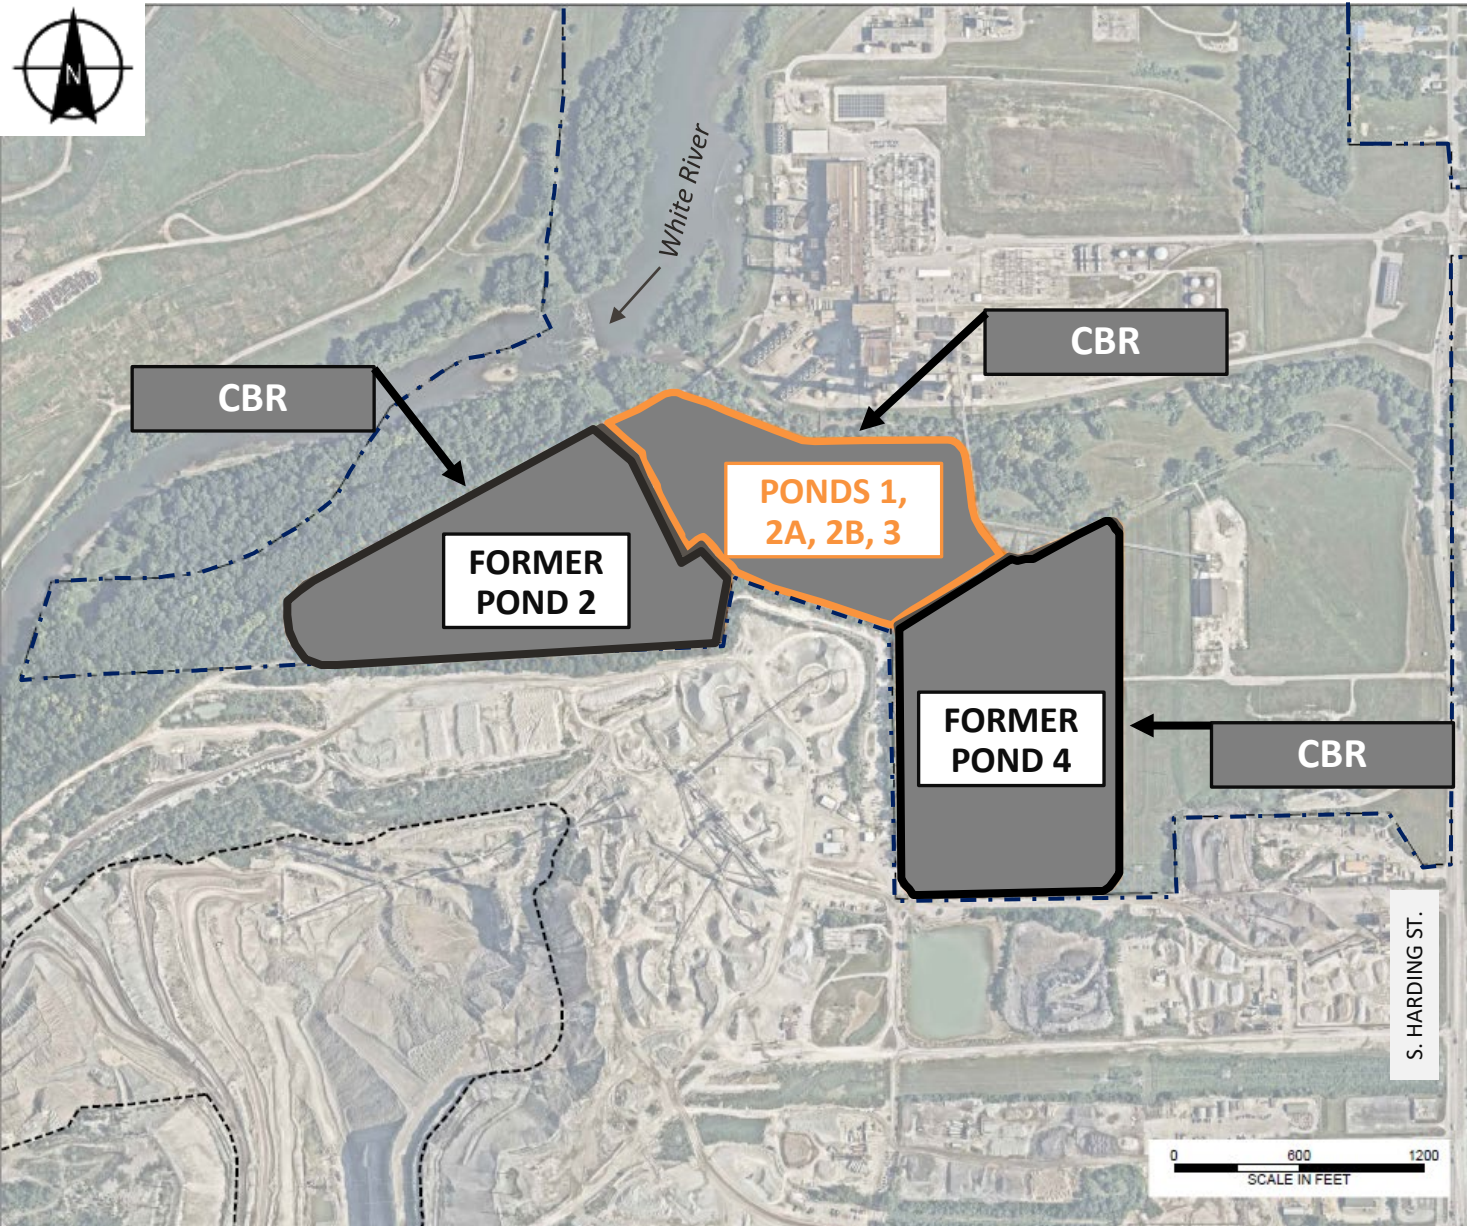 N
White River
CBR
CBR
PONDS 1,
2A, 2B, 3
FORMER
POND 2
FORMER
POND 4
CBR
S. HARDING ST.
0 600 1200
SCALE IN FEET